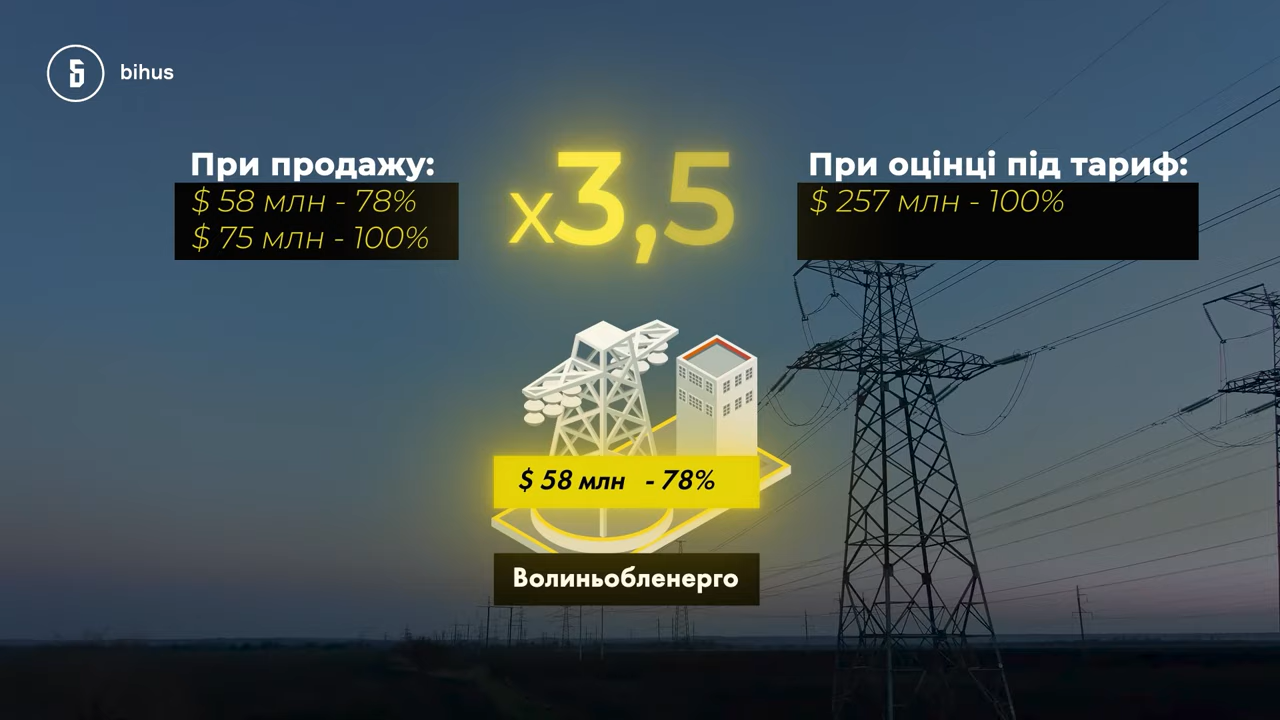 bihus
При продажу:
$ 58 млн - 78%
$ 75 млн - 100%
x3,5
При оцінці під тариф:
$ 257 млн - 100%
$ 58 млн - 78%
Волиньобленерго